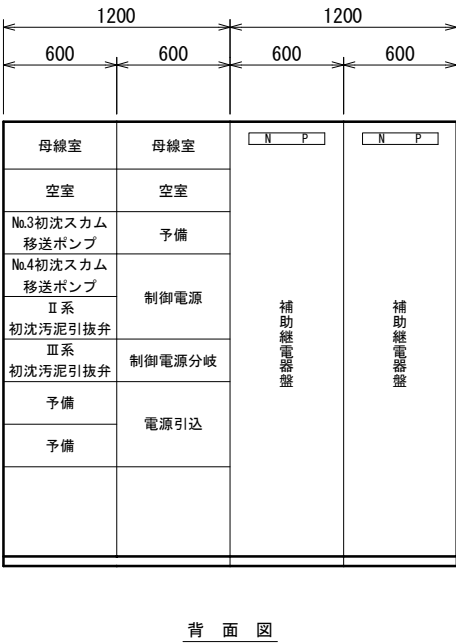 1200 1200
600 600 600 600
母線室 母線室 N P N P
空室 空室
№3初沈スカム
移送ポンプ
予備
№4初沈スカム
移送ポンプ
制御電源
Ⅱ系
初沈汚泥引抜弁
Ⅲ系
初沈汚泥引抜弁
制御電源分岐
予備
電源引込
予備
補助継電器盤
補助継電器盤
背面図